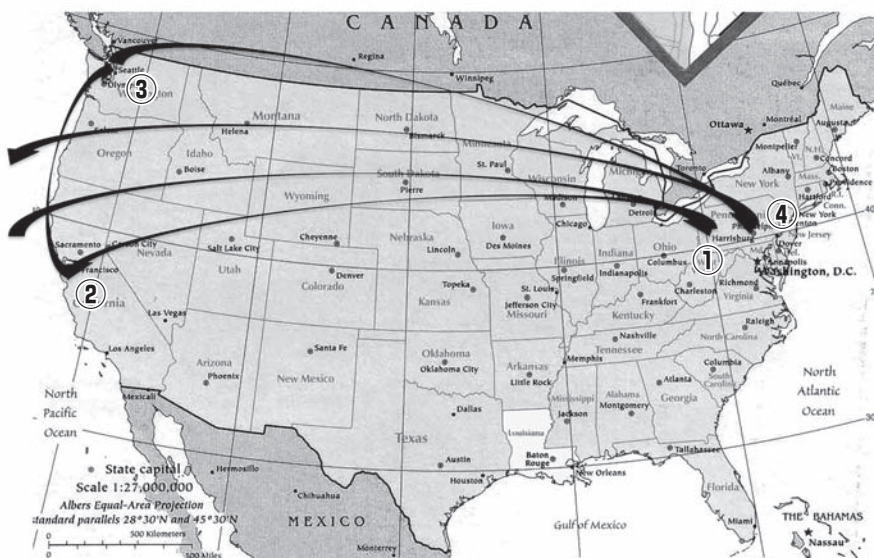 CANADA
Vancouver
Regina
Winnipeg
Seattle
③
Québec
Ottawa
Montréal
Maine
Augusta
Montana
Helena
North Dakota
Bismarck
Minnesota
Montpelier
Vt.
N.H.
Concord
Oregon
Idaho
Boise
St. Paul
Wisconsin
Toronto
Albany
Mass.
Boston
Providence
New York
Hartford
R.I.
Conn.
South Dakota
Pierre
Wyoming
Madison
Detroit
④
New York
New Jersey
40
Sacramento
Carson City
Nevada
Salt Lake City
Utah
Cheyenne
Nebraska
Lincoln
Iowa
Des Moines
Chicago
Illinois
Springfield
Indiana
Indianapolis
Ohio
Columbus
①
Harrisburg
Dover
Del.
Annapolis
Washington, D.C.
Francisco
②
Denver
Colorado
Topeka
Kansas
St. Louis
Jefferson City
Missouri
Frankfort
Kentucky
Charleston
Richmond
Virginia
Las Vegas
Los Angeles
Santa Fe
Arizona
Phoenix
New Mexico
Oklahoma
Oklahoma City
Arkansas
Little Rock
Memphis
Nashville
Tennessee
Raleigh
North Carolina
Columbia
South Carolina
North
Pacific
Ocean
Mexicali
Dallas
Texas
Mississippi
Jackson
Alabama
Montgomery
Atlanta
Georgia
North
Atlantic
Ocean
30
Louisiana
Baton
Rouge
New Orleans
Tallahassee
Austin
Houston
Florida
State capital
Scale 1:27,000,000
Albers Equal-Area Projection
standard parallels 28°30'N and 45°30'N
500 Kilometers
500 Miles
Hermosillo
Chihuahua
MEXICO
Monterrey
Gulf of Mexico
Miami
THE BAHAMAS
Nassau